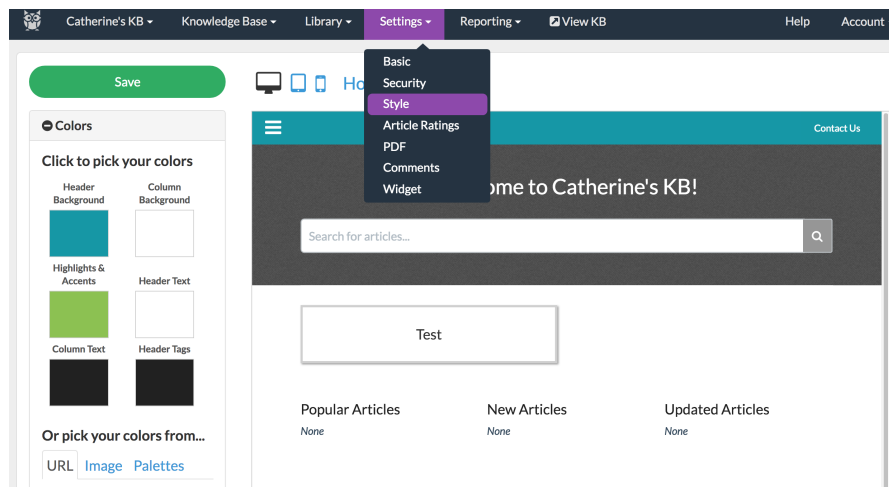 Catherine's KB Knowledge Base Library Settings Reporting View KB Help Account
Basic
Security
Style
Article Ratings
PDF
Comments
Widget
Save
Colors
Click to pick your colors
Header Background
Column Background
Highlights & Accents
Header Text
Column Text
Header Tags
Or pick your colors from...
URL Image Palettes
Contact Us
to Catherine's KB!
Search for articles...
Test
Popular Articles New Articles Updated Articles
None None None